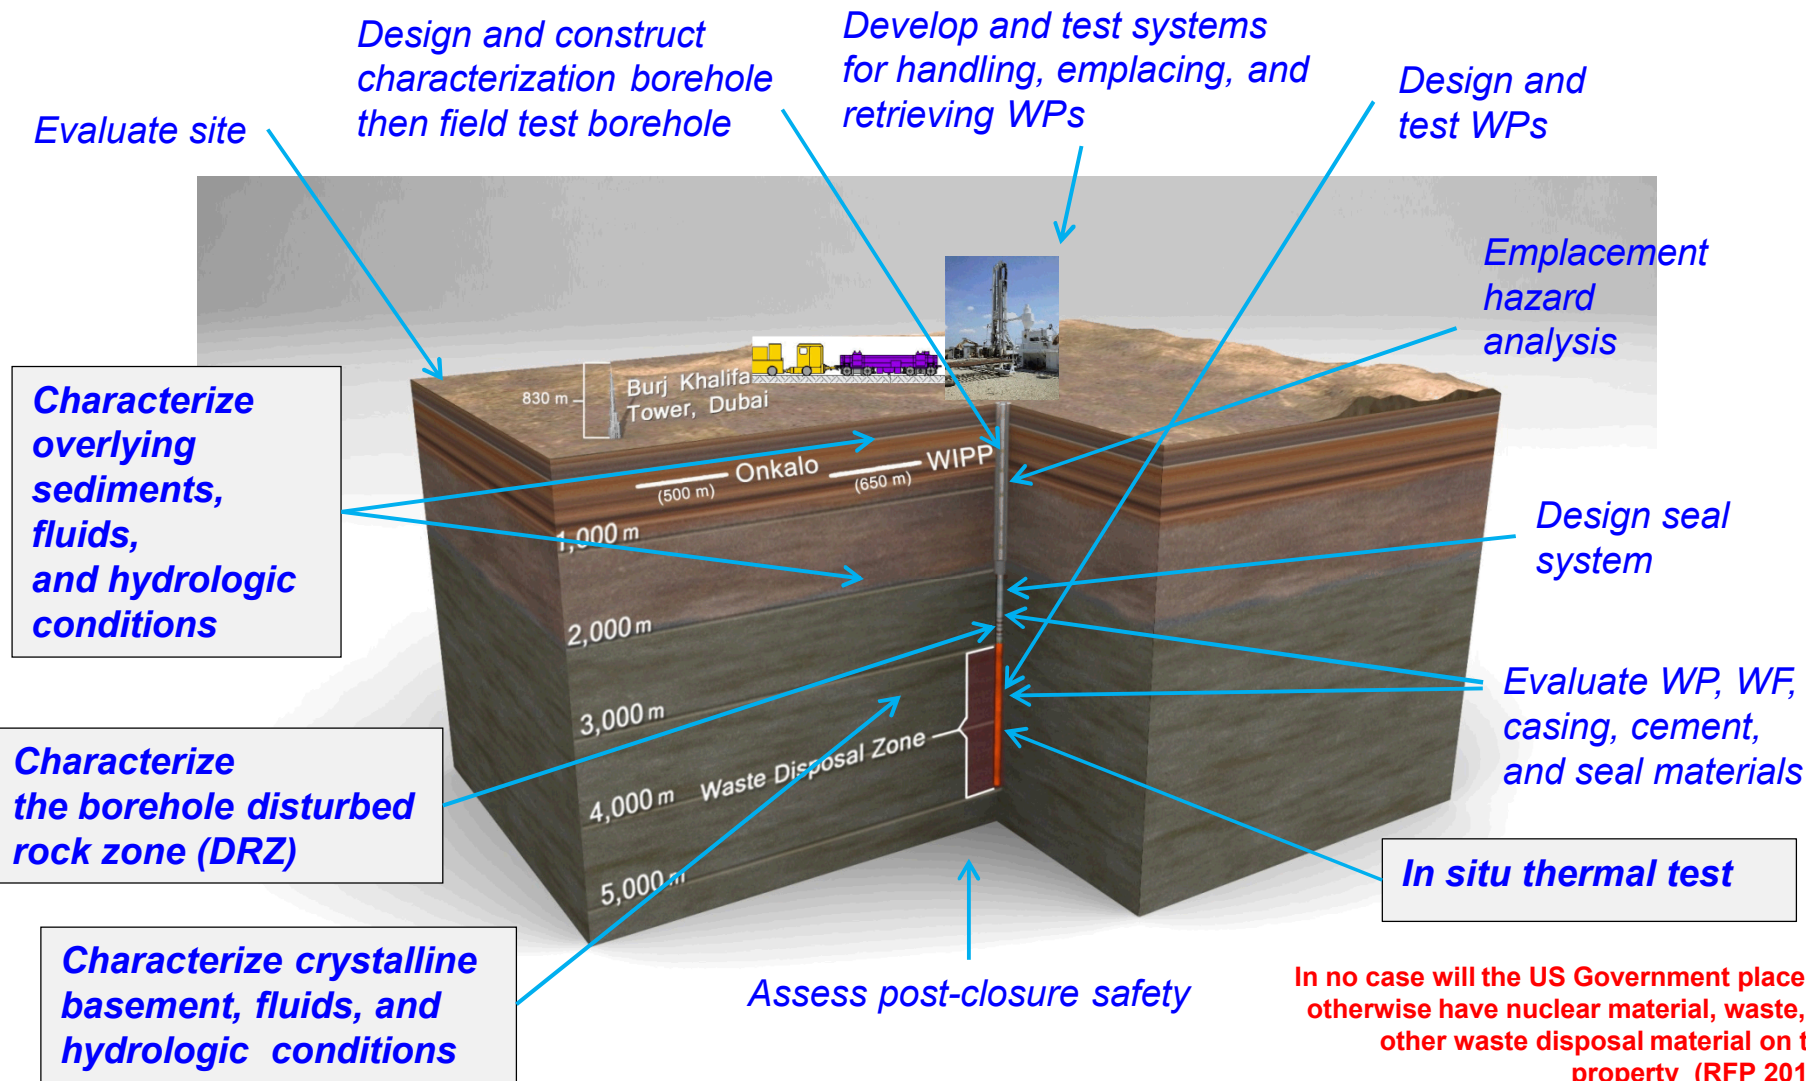 Evaluate site
Design and construct
characterization borehole
then field test borehole
Develop and test systems
for handling, emplacing, and
retrieving WPs
Design and
test WPs
Emplacement
hazard
analysis
Characterize
overlying
sediments,
fluids,
and hydrologic
conditions
830 m
Burj Khalifa
Tower, Dubai
Onkalo
(500 m)
WIPP
(650 m)
1,000 m
2,000 m
3,000 m
4,000 m
5,000 m
Waste Disposal Zone
Design seal
system
Evaluate WP, WF,
casing, cement,
and seal materials
Characterize
the borehole disturbed
rock zone (DRZ)
In situ thermal test
Characterize crystalline
basement, fluids, and
hydrologic conditions
Assess post-closure safety
In no case will the US Government place
otherwise have nuclear material, waste,
other waste disposal material on
property (RFP